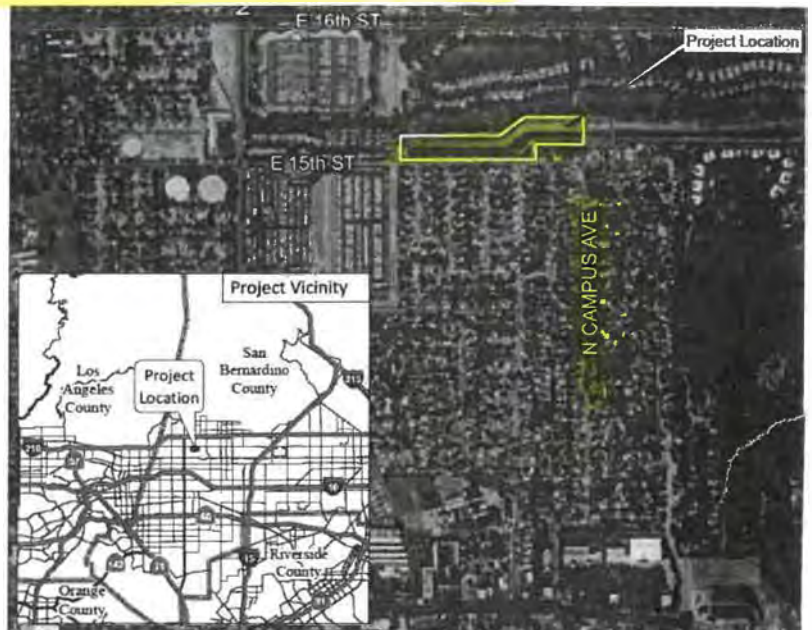 E 16th ST
Project Location
E 15th ST
N CAMPUS AVE
Project Vicinity
Los
Angeles
County
San
Bernardino
County
Project
Location
Riverside
County
Orange
County